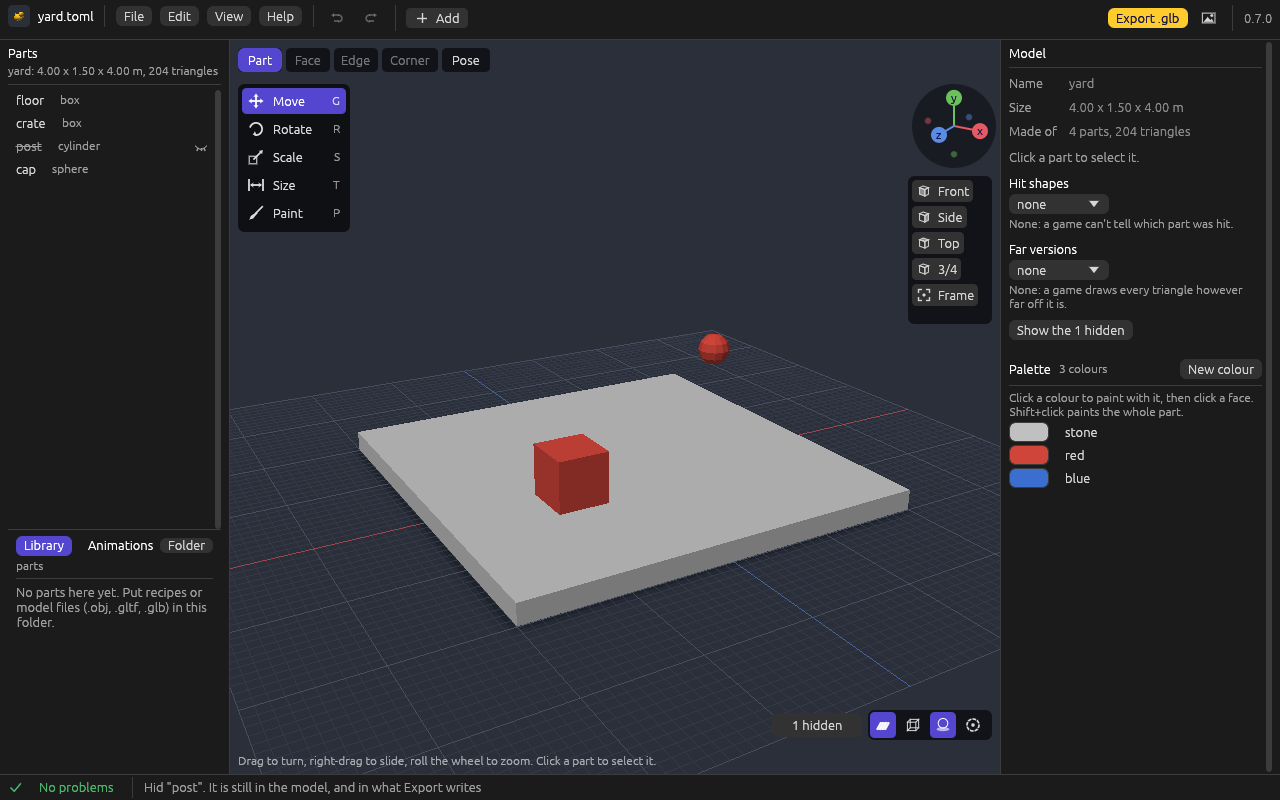 yard.toml
File
Edit
View
Help
Add
Export .glb
0.7.0
Parts
yard: 4.00 x 1.50 x 4.00 m, 204 triangles
floor box
crate box
post cylinder
cap sphere
Library
Animations
Folder
parts
No parts here yet. Put recipes or
model files (.obj, .gltf, .glb) in this
folder.
Part
Face
Edge
Corner
Pose
Move G
Rotate R
Scale S
Size T
Paint P
y
x
z
Front
Side
Top
3/4
Frame
1 hidden
Drag to turn, right-drag to slide, roll the wheel to zoom. Click a part to select it.
Model
Name yard
Size 4.00 x 1.50 x 4.00 m
Made of 4 parts, 204 triangles
Click a part to select it.
Hit shapes
none
None: a game can't tell which part was hit.
Far versions
none
None: a game draws every triangle however
far off it is.
Show the 1 hidden
Palette 3 colours
New colour
Click a colour to paint with it, then click a face.
Shift+click paints the whole part.
stone
red
blue
No problems
Hid "post". It is still in the model, and in what Export writes